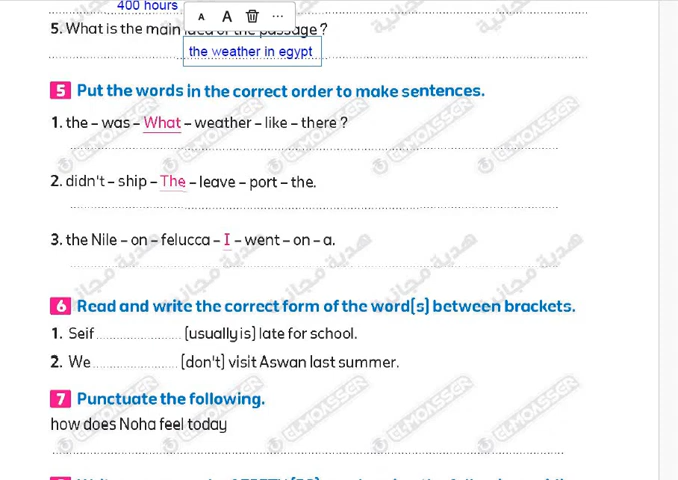 400 hours
A A ...
5. What is the main idea of the passage?
the weather in egypt
5 Put the words in the correct order to make sentences.
1. the – was – What – weather – like – there ?
2. didn't – ship – The – leave – port – the.
3. the Nile – on – felucca – I – went – on – a.
6 Read and write the correct form of the word(s) between brackets.
1. Seif (usually is) late for school.
2. We (don't) visit Aswan last summer.
7 Punctuate the following.
how does Noha feel today